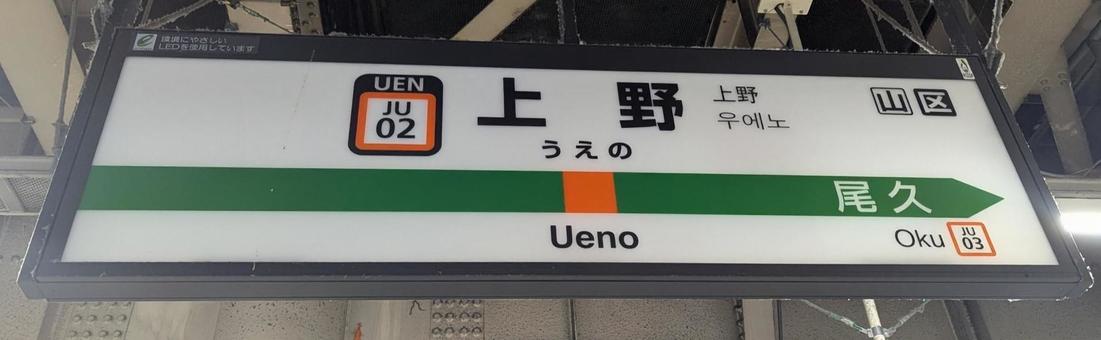 環境にやさしい
LEDを使用しています
UEN
JU
02
上野
上野
우에노
山区
うえの
尾久
Ueno
Oku
JU
03